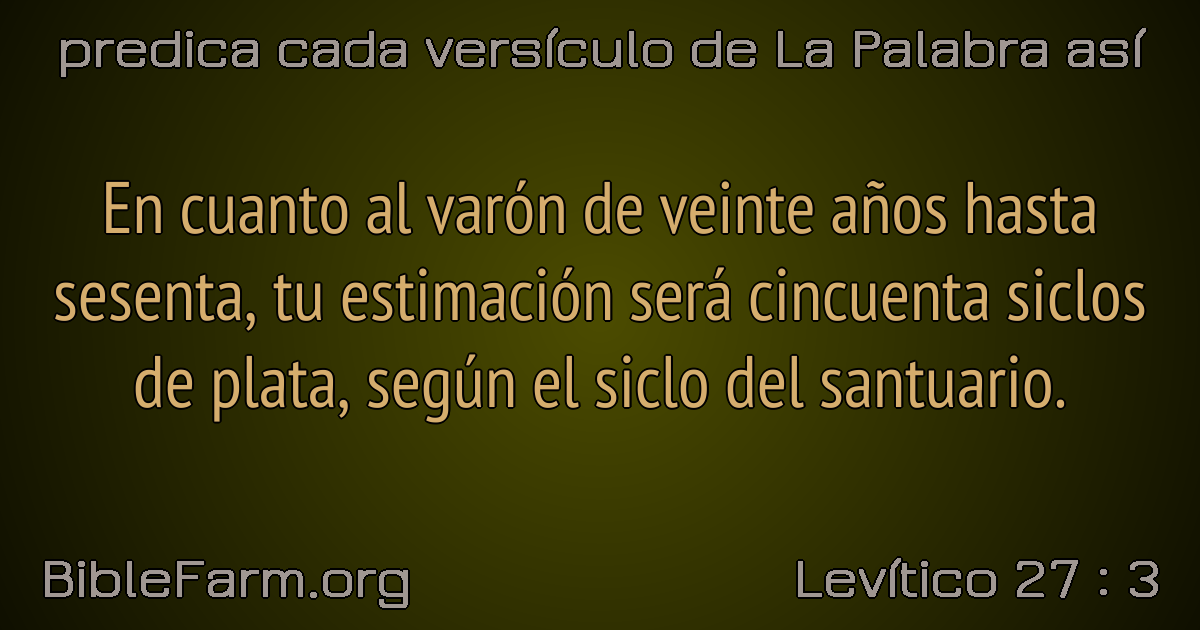 predica cada versículo de La Palabra así
En cuanto al varón de veinte años hasta
sesenta, tu estimación será cincuenta siclos
de plata, según el siclo del santuario.
BibleFarm.org
Levítico 27 : 3